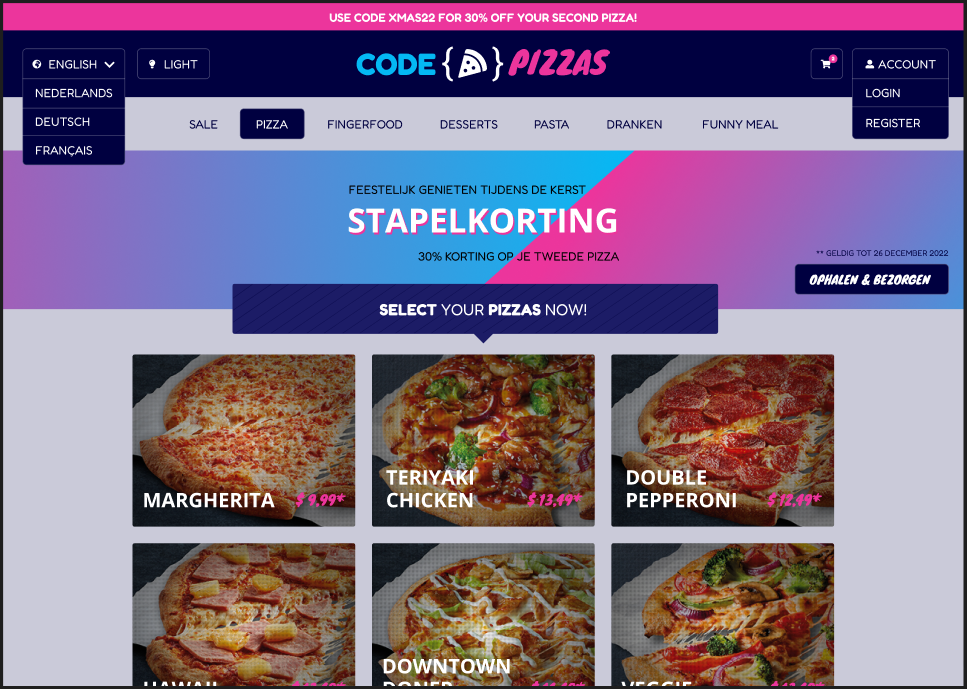 USE CODE XMAS22 FOR 30% OFF YOUR SECOND PIZZA!
ENGLISH
LIGHT
CODE PIZZAS
ACCOUNT
NEDERLANDS
DEUTSCH
FRANÇAIS
LOGIN
REGISTER
SALE
PIZZA
FINGERFOOD
DESSERTS
PASTA
DRANKEN
FUNNY MEAL
FEESTELIJK GENIETEN TIJDENS DE KERST
STAPELKORTING
30% KORTING OP JE TWEEDE PIZZA
** GELDIG TOT 26 DECEMBER 2022
OPHALEN & BEZORGEN
SELECT YOUR PIZZAS NOW!
MARGHERITA
$ 9,99*
TERIYAKI
CHICKEN
$ 13,49*
DOUBLE
PEPPERONI
$ 12,49*
HAWAII
DOWNTOWN
DONER
VEGGIE